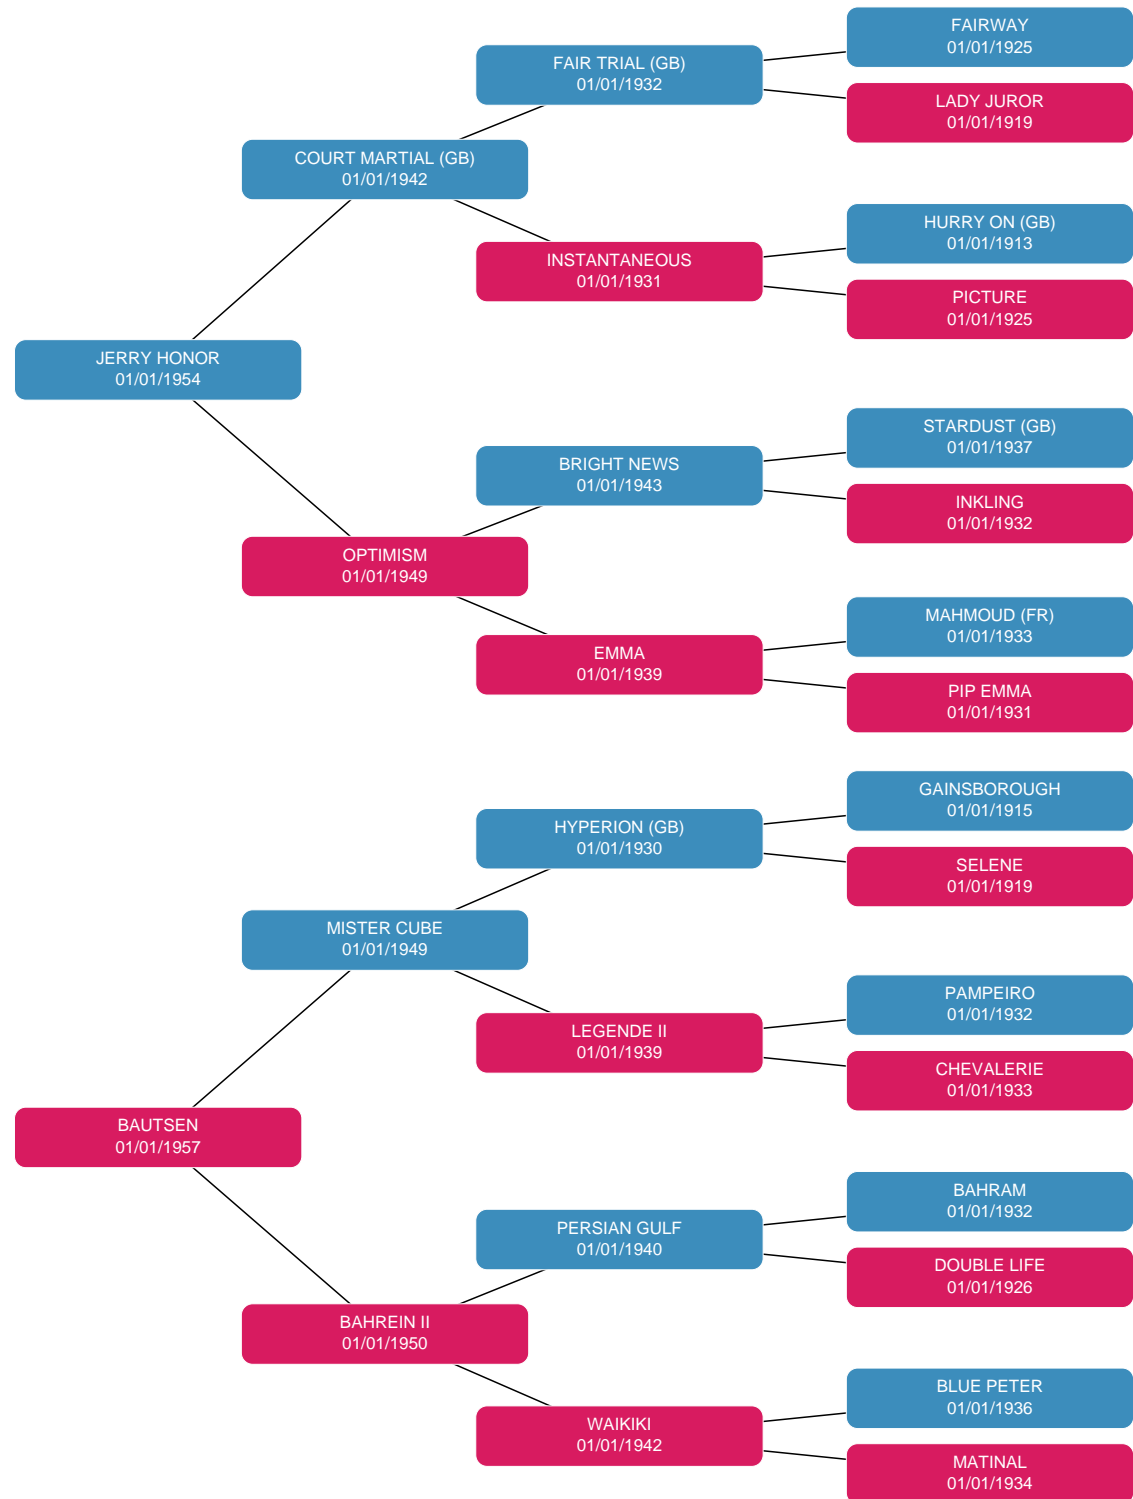 FAIRWAY
01/01/1925
FAIR TRIAL (GB)
01/01/1932
LADY JUROR
01/01/1919
COURT MARTIAL (GB)
01/01/1942
HURRY ON (GB)
01/01/1913
INSTANTANEOUS
01/01/1931
PICTURE
01/01/1925
JERRY HONOR
01/01/1954
STARDUST (GB)
01/01/1937
BRIGHT NEWS
01/01/1943
INKLING
01/01/1932
OPTIMISM
01/01/1949
MAHMOUD (FR)
01/01/1933
EMMA
01/01/1939
PIP EMMA
01/01/1931
GAINSBOROUGH
01/01/1915
HYPERION (GB)
01/01/1930
SELENE
01/01/1919
MISTER CUBE
01/01/1949
PAMPEIRO
01/01/1932
LEGENDE II
01/01/1939
CHEVALERIE
01/01/1933
BAUTSEN
01/01/1957
BAHRAM
01/01/1932
PERSIAN GULF
01/01/1940
DOUBLE LIFE
01/01/1926
BAHREIN II
01/01/1950
BLUE PETER
01/01/1936
WAIKIKI
01/01/1942
MATINAL
01/01/1934